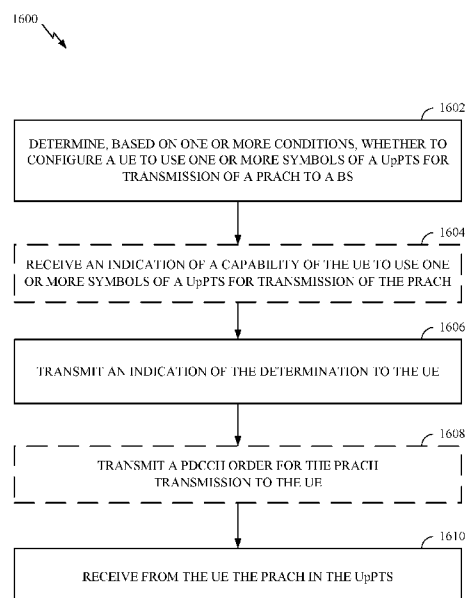 1600
1602
DETERMINE, BASED ON ONE OR MORE CONDITIONS, WHETHER TO
CONFIGURE A UE TO USE ONE OR MORE SYMBOLS OF A UpPTS FOR
TRANSMISSION OF A PRACH TO A BS
1604
RECEIVE AN INDICATION OF A CAPABILITY OF THE UE TO USE ONE
OR MORE SYMBOLS OF A UpPTS FOR TRANSMISSION OF THE PRACH
1606
TRANSMIT AN INDICATION OF THE DETERMINATION TO THE UE
1608
TRANSMIT A PDCCH ORDER FOR THE PRACH
TRANSMISSION TO THE UE
1610
RECEIVE FROM THE UE THE PRACH IN THE UpPTS